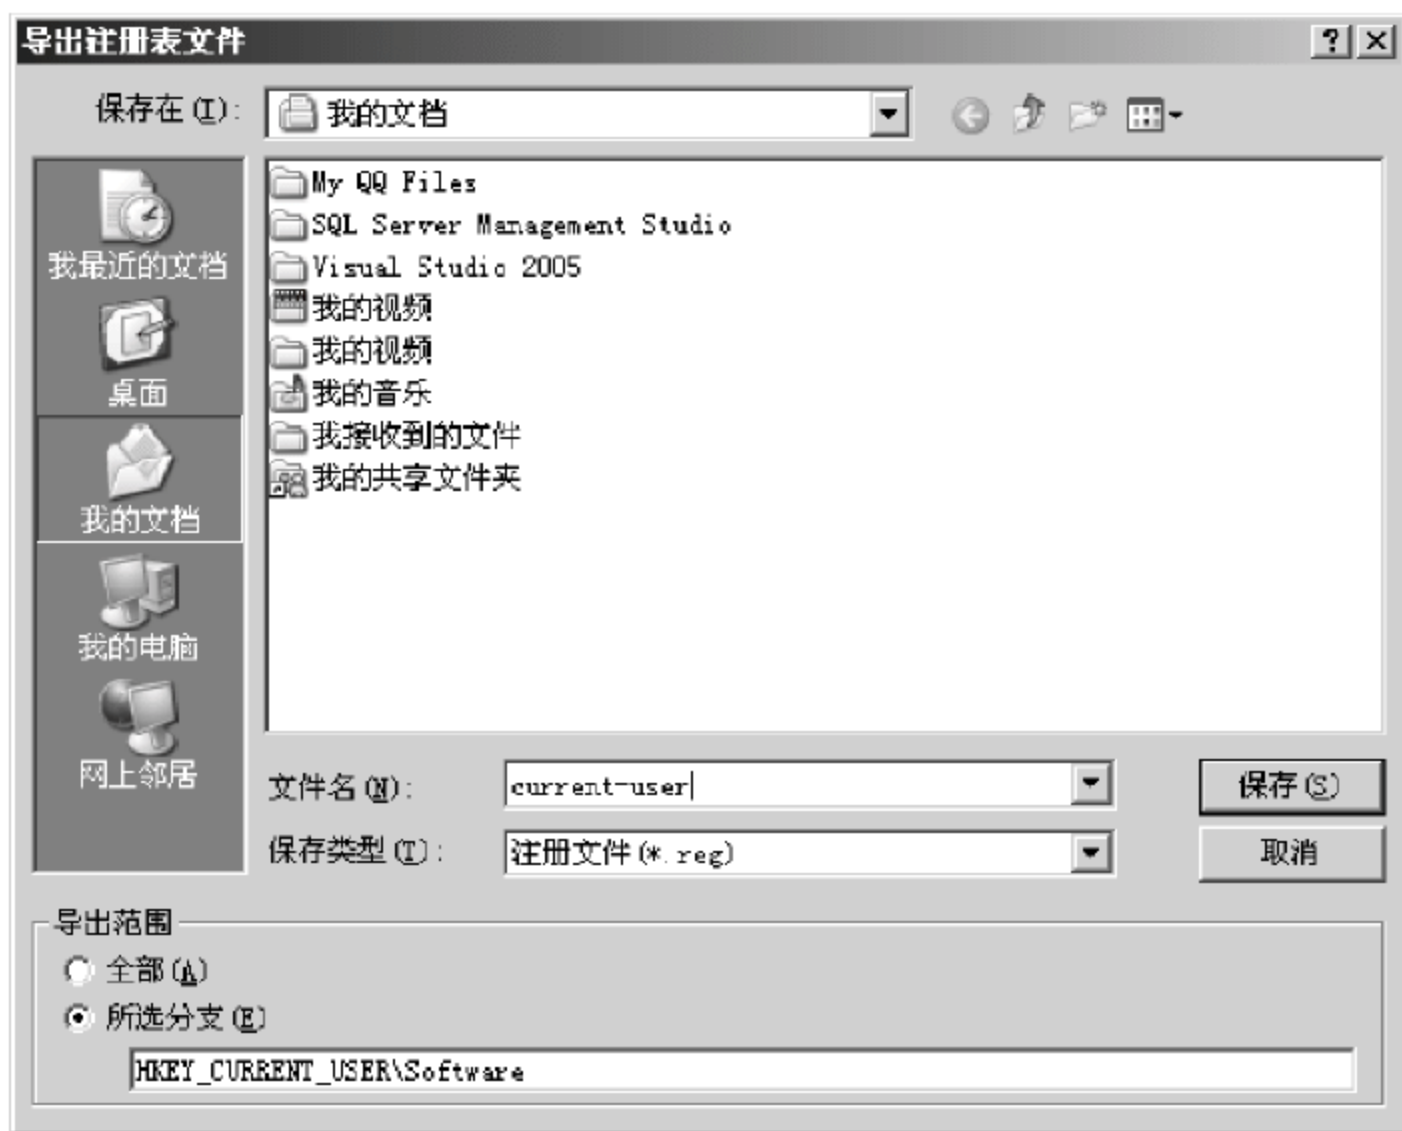 导出注册表文件
保存在(I):
我的文档
我最近的文档
桌面
我的文档
我的电脑
网上邻居
My QQ Files
SQL Server Management Studio
Visual Studio 2005
我的视频
我的视频
我的音乐
我接收到的文件
我的共享文件夹
文件名(N):
current-user
保存(S)
保存类型(T):
注册文件(*.reg)
取消
导出范围
全部(A)
所选分支(E)
HKEY_CURRENT_USER\Software